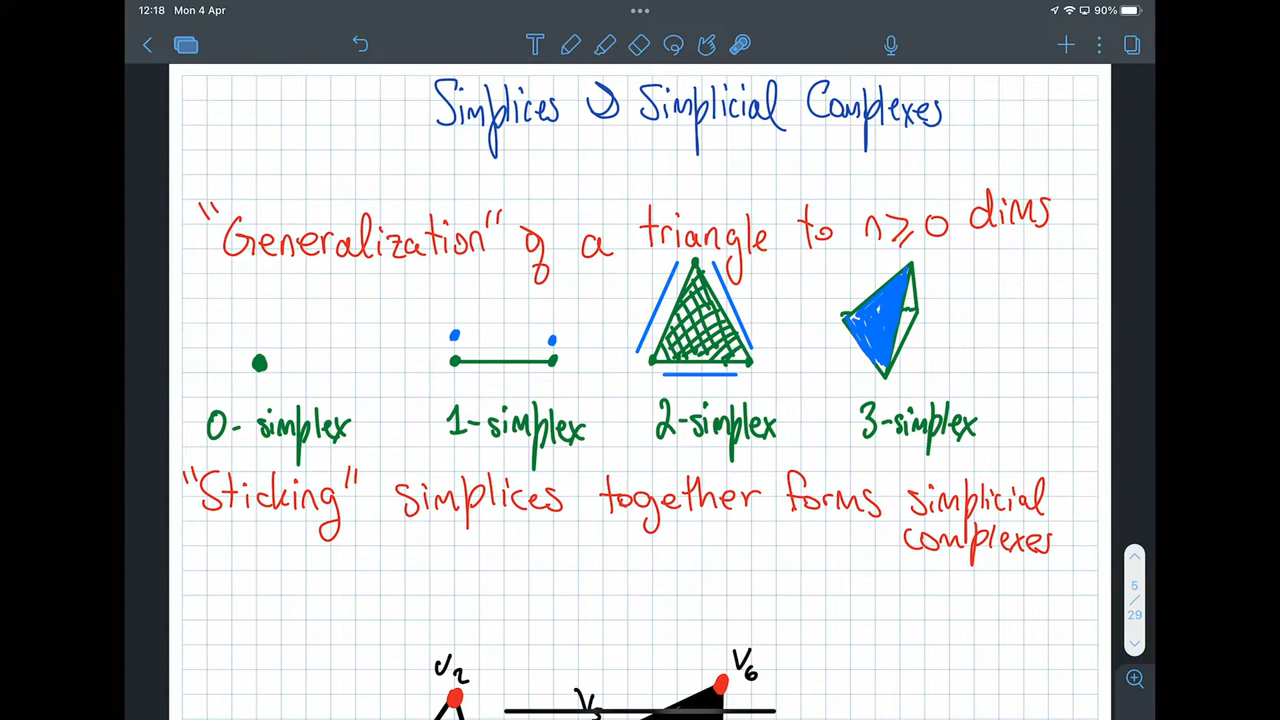 12:18 Mon 4 Apr
90%
Simplices & Simplicial Complexes
"Generalization" of a triangle to n ≥ 0 dims
0-simplex 1-simplex 2-simplex 3-simplex
"Sticking" simplices together forms simplicial
complexes
5
/
29
V6